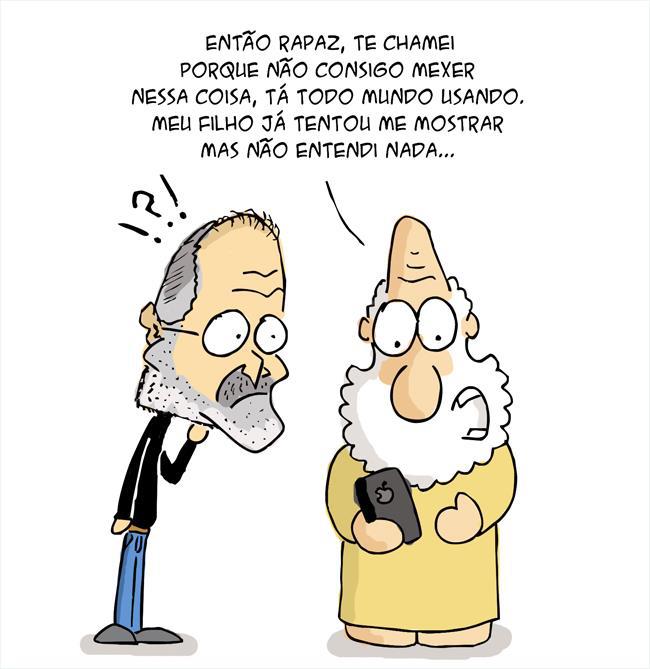 ENTÃO RAPAZ, TE CHAMEI
PORQUE NÃO CONSIGO MEXER
NESSA COISA, TÁ TODO MUNDO USANDO.
MEU FILHO JÁ TENTOU ME MOSTRAR
MAS NÃO ENTENDI NADA...
!?!